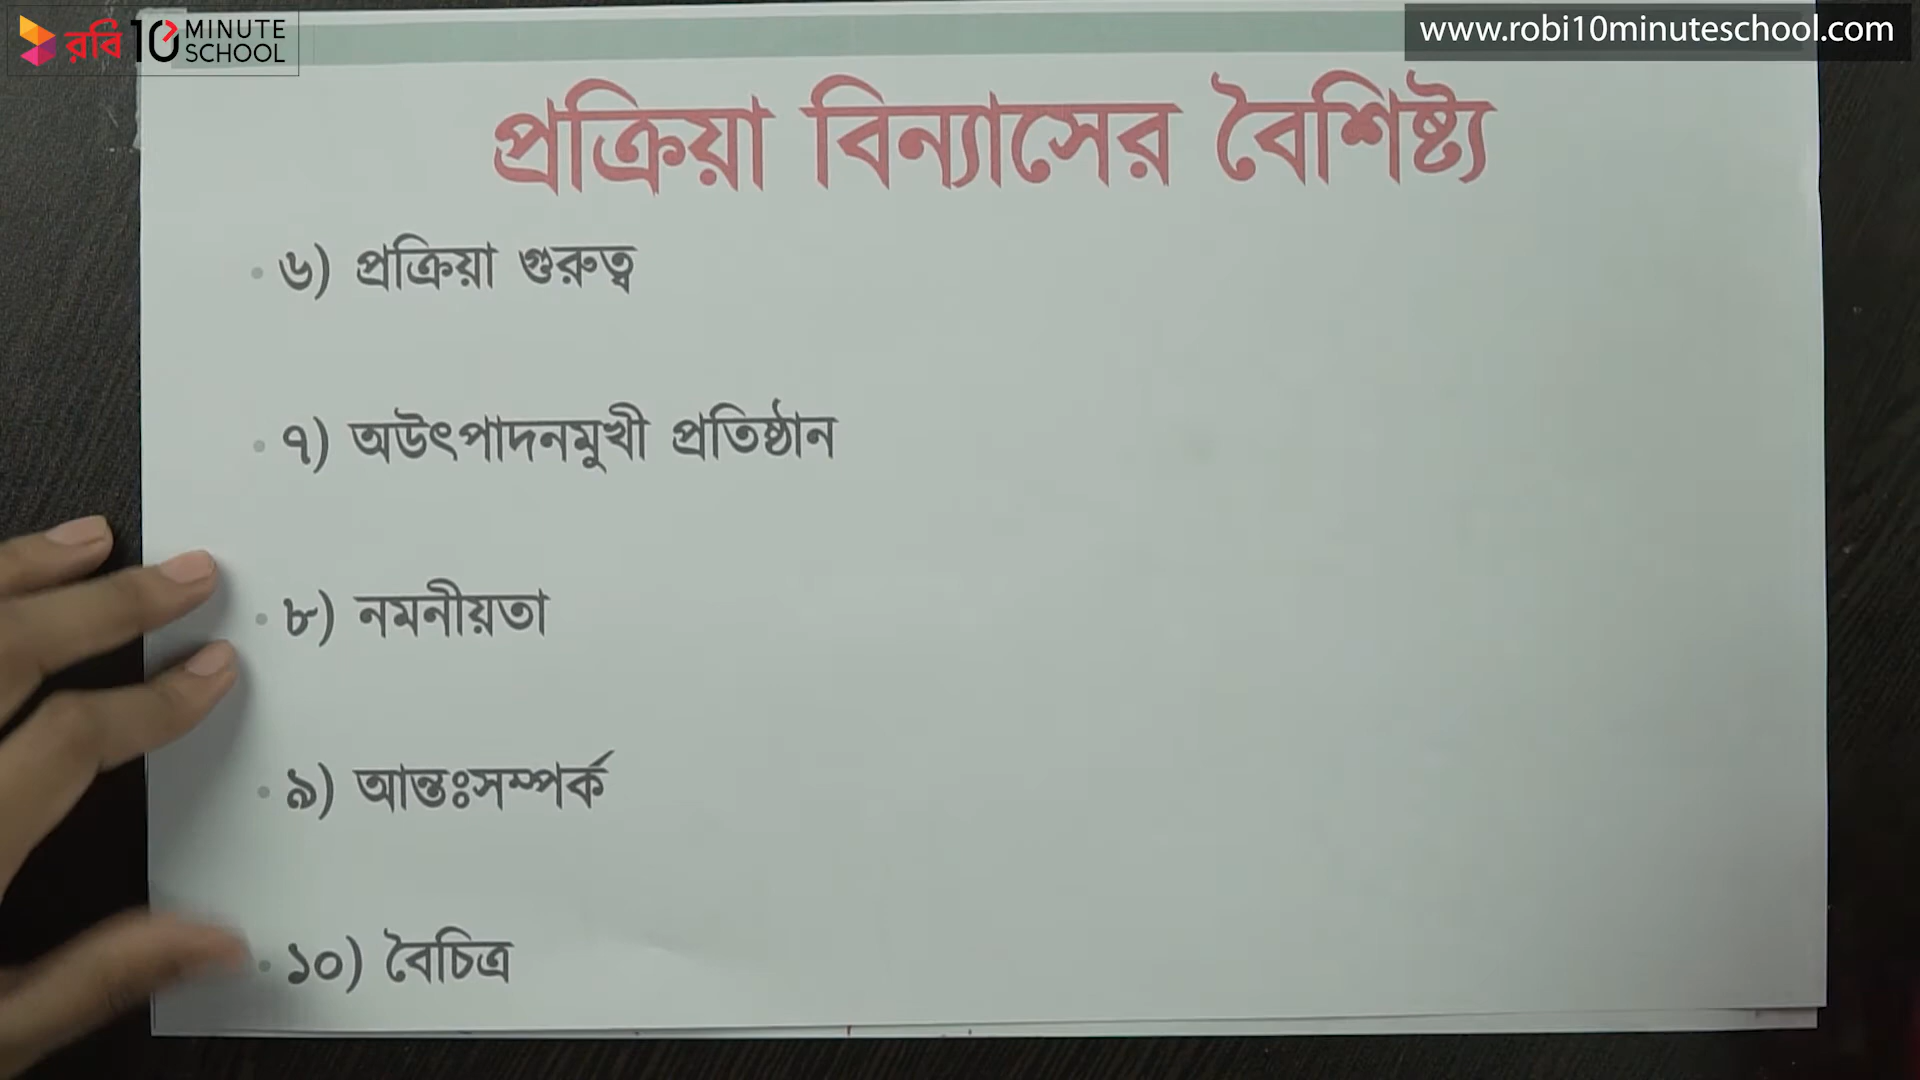 রবি 10 MINUTE SCHOOL
www.robi10minuteschool.com
প্রক্রিয়া বিন্যাসের বৈশিষ্ট্য
• ৬) প্রক্রিয়া গুরুত্ব
• ৭) অউৎপাদনমুখী প্রতিষ্ঠান
• ৮) নমনীয়তা
• ৯) আন্তঃসম্পর্ক
• ১০) বৈচিত্র